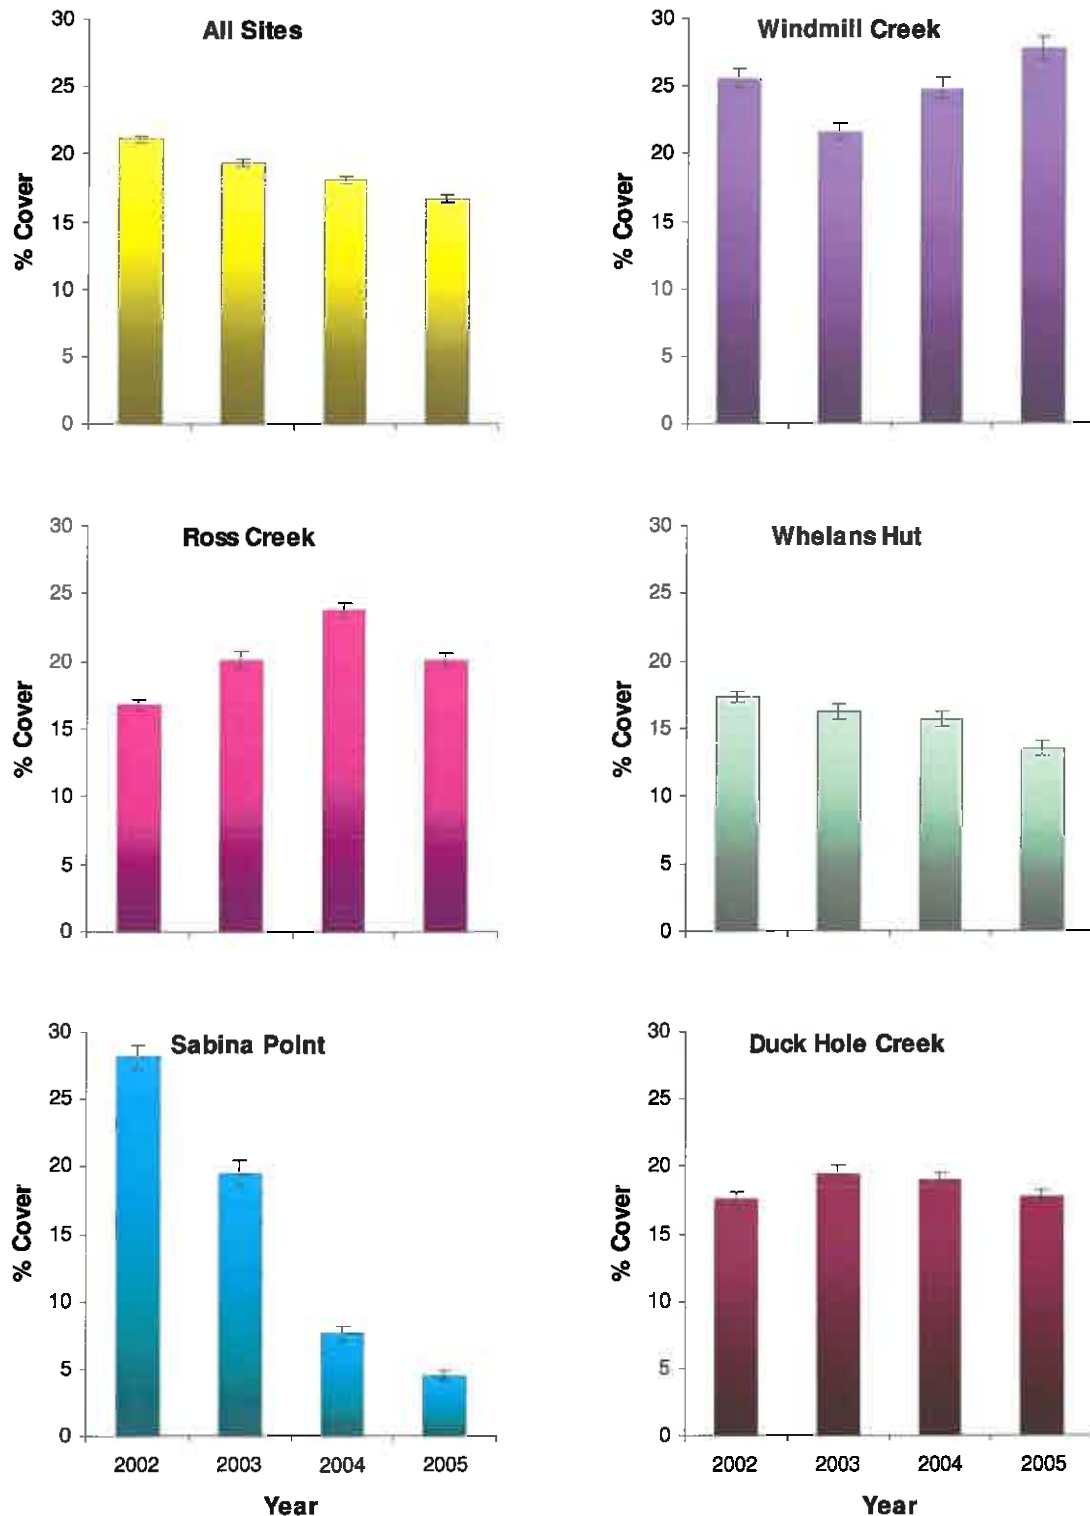 All Sites
% Cover
30
25
20
15
10
5
0
Windmill Creek
% Cover
30
25
20
15
10
5
0
Ross Creek
% Cover
30
25
20
15
10
5
0
Whelans Hut
% Cover
30
25
20
15
10
5
0
Sabina Point
% Cover
30
25
20
15
10
5
0
2002 2003 2004 2005
Year
Duck Hole Creek
% Cover
30
25
20
15
10
5
0
2002 2003 2004 2005
Year